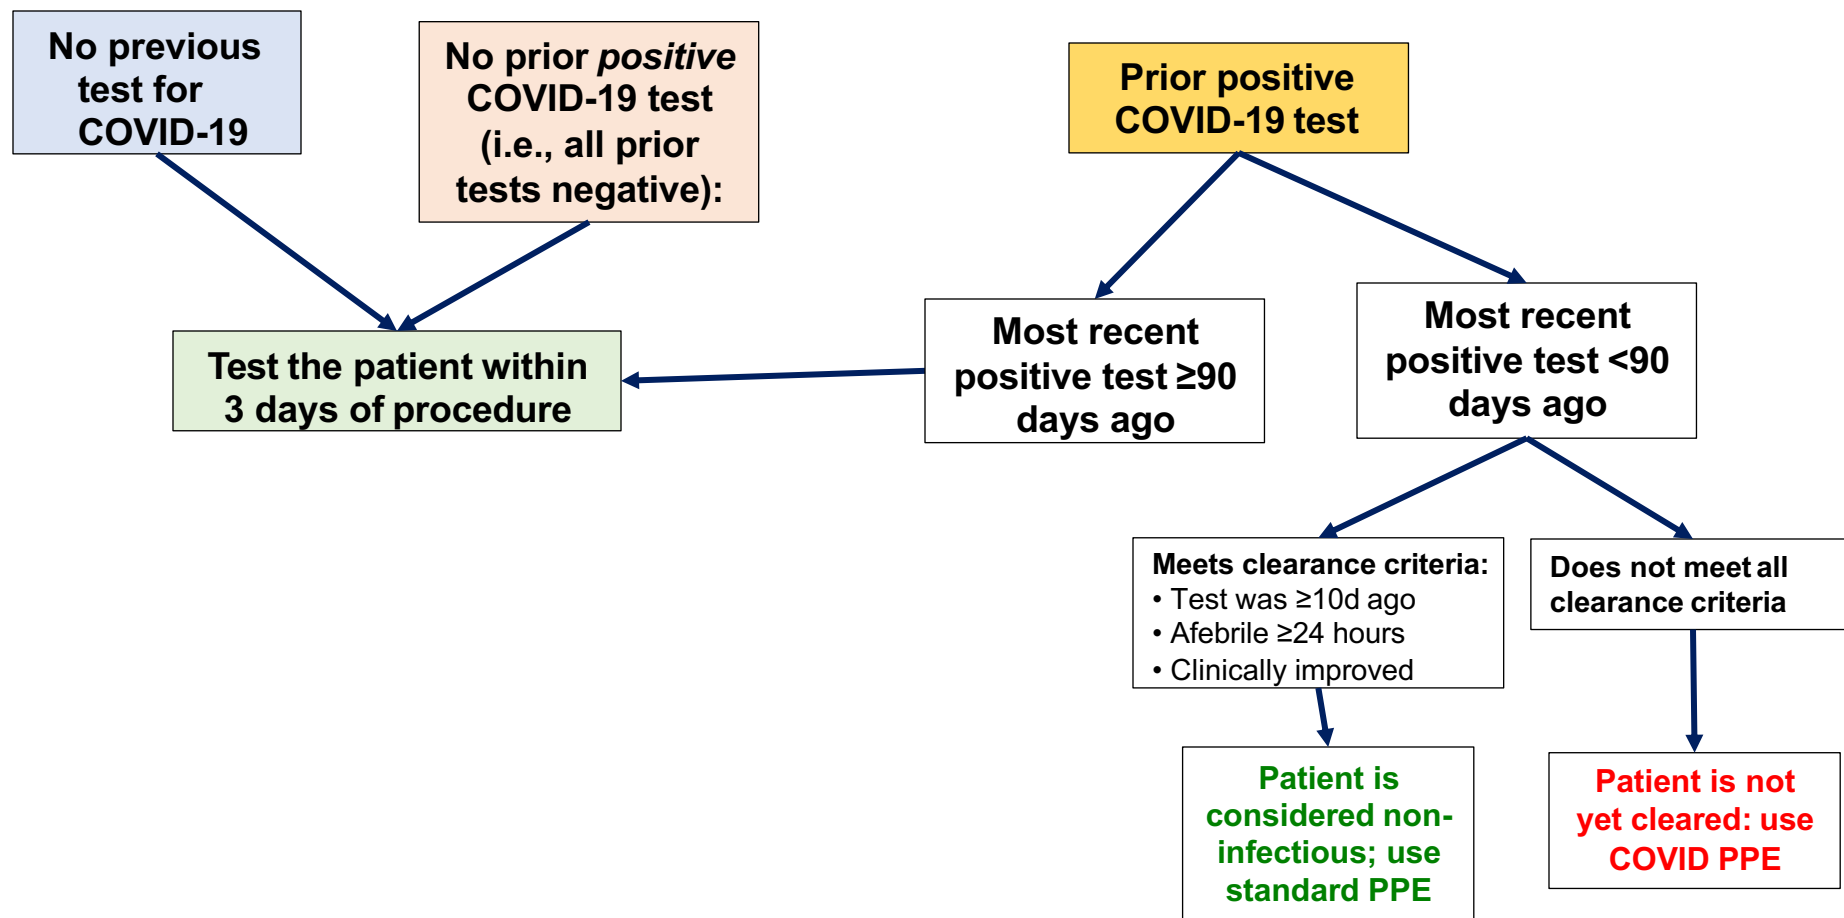 No previous
test for
COVID-19
No prior positive
COVID-19 test
(i.e., all prior
tests negative):
Prior positive
COVID-19 test
Test the patient within
3 days of procedure
Most recent
positive test ≥90
days ago
Most recent
positive test <90
days ago
Meets clearance criteria:
• Test was ≥10d ago
• Afebrile ≥24 hours
• Clinically improved
Does not meet all
clearance criteria
Patient is
considered non-
infectious; use
standard PPE
Patient is not
yet cleared: use
COVID PPE